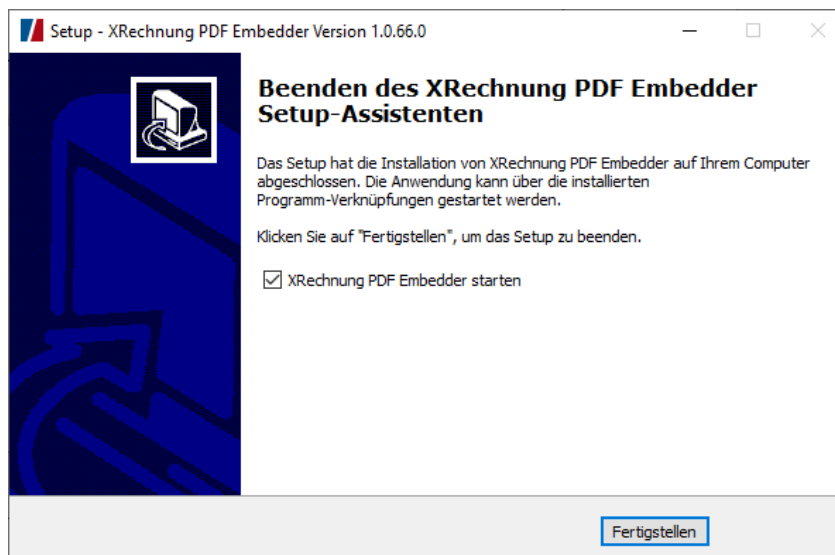 Setup - XRechnung PDF Embedder Version 1.0.66.0
Beenden des XRechnung PDF Embedder
Setup-Assistenten
Das Setup hat die Installation von XRechnung PDF Embedder auf Ihrem Computer
abgeschlossen. Die Anwendung kann über die installierten
Programm-Verknüpfungen gestartet werden.
Klicken Sie auf "Fertigstellen", um das Setup zu beenden.
XRechnung PDF Embedder starten
Fertigstellen